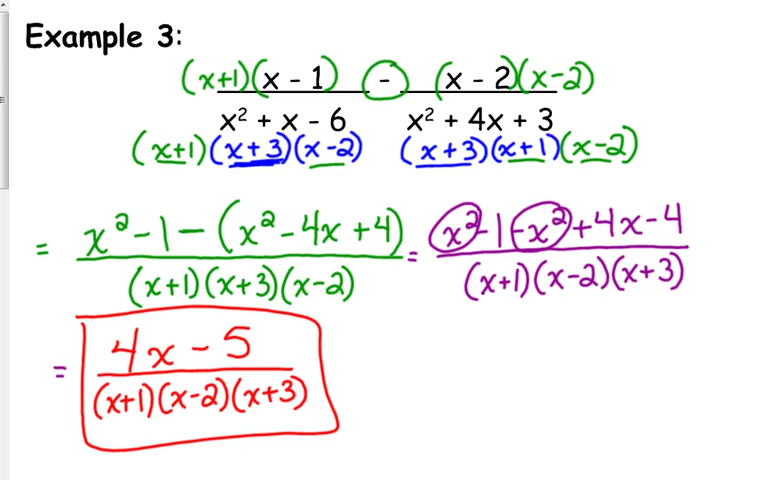 Example 3:
(x+1)(x - 1) - (x - 2)(x-2)
x² + x - 6 x² + 4x + 3
(x+1)(x+3)(x-2) (x+3)(x+1)(x-2)
= x²-1-(x²-4x+4) = x²-1-x²+4x-4
(x+1)(x+3)(x-2) (x+1)(x-2)(x+3)
= 4x-5
(x+1)(x-2)(x+3)